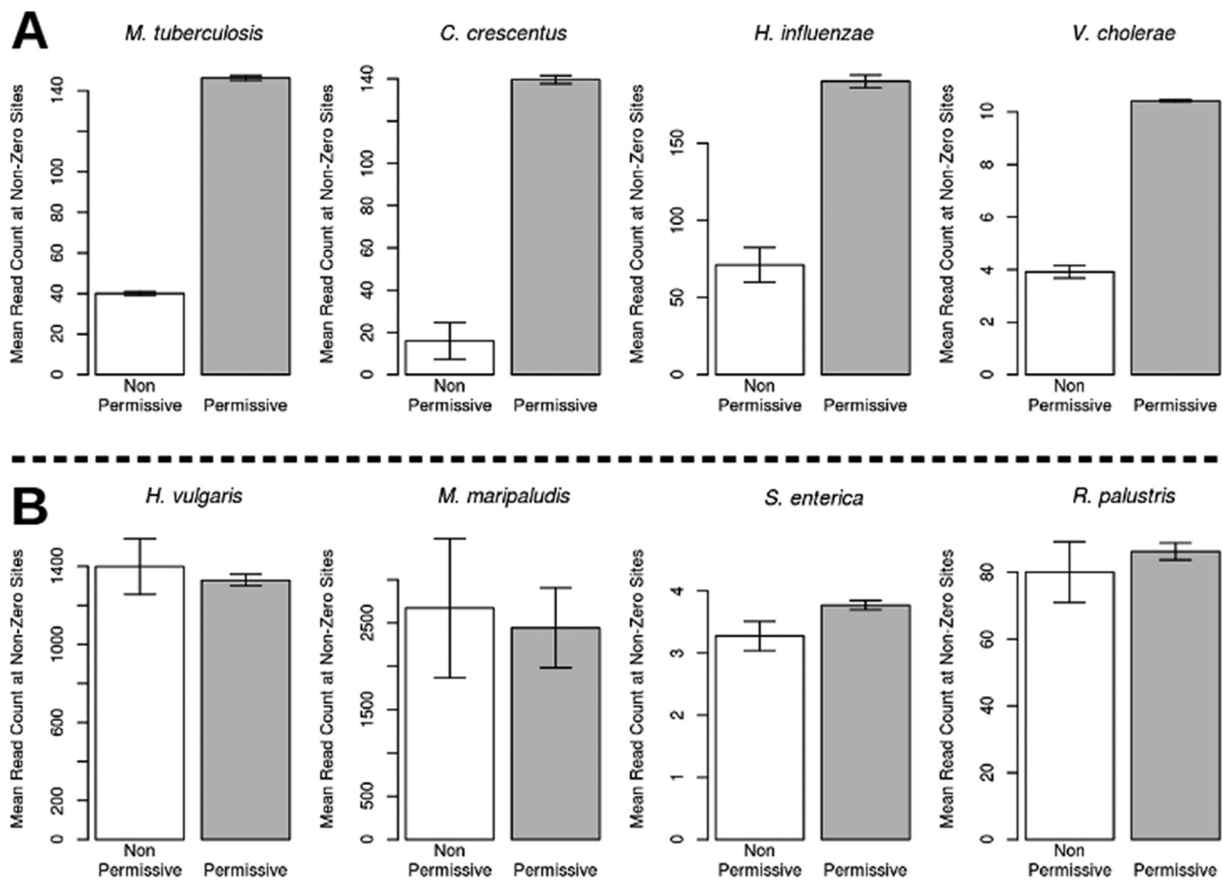 A
M. tuberculosis
C. crescentus
H. influenzae
V. cholerae
Mean Read Count at Non-Zero Sites
0
20
40
60
80
100
140
Non
Permissive
Permissive
Mean Read Count at Non-Zero Sites
0
20
40
60
80
100
140
Non
Permissive
Permissive
Mean Read Count at Non-Zero Sites
0
50
100
150
Non
Permissive
Permissive
Mean Read Count at Non-Zero Sites
0
2
4
6
8
10
Non
Permissive
Permissive
B
H. vulgaris
M. maripaludis
S. enterica
R. palustris
Mean Read Count at Non-Zero Sites
0
200
600
1000
1400
Non
Permissive
Permissive
Mean Read Count at Non-Zero Sites
0
500
1500
2500
Non
Permissive
Permissive
Mean Read Count at Non-Zero Sites
0
1
2
3
4
Non
Permissive
Permissive
Mean Read Count at Non-Zero Sites
0
20
40
60
80
Non
Permissive
Permissive